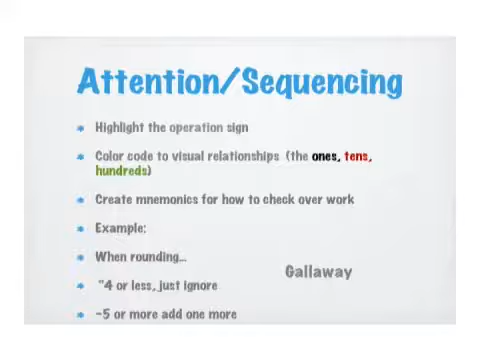 Attention/Sequencing
Highlight the operation sign
Color code to visual relationships (the ones, tens,
hundreds)
Create mnemonics for how to check over work
Example:
When rounding...
Gallaway
"4 or less, just ignore
-5 or more add one more